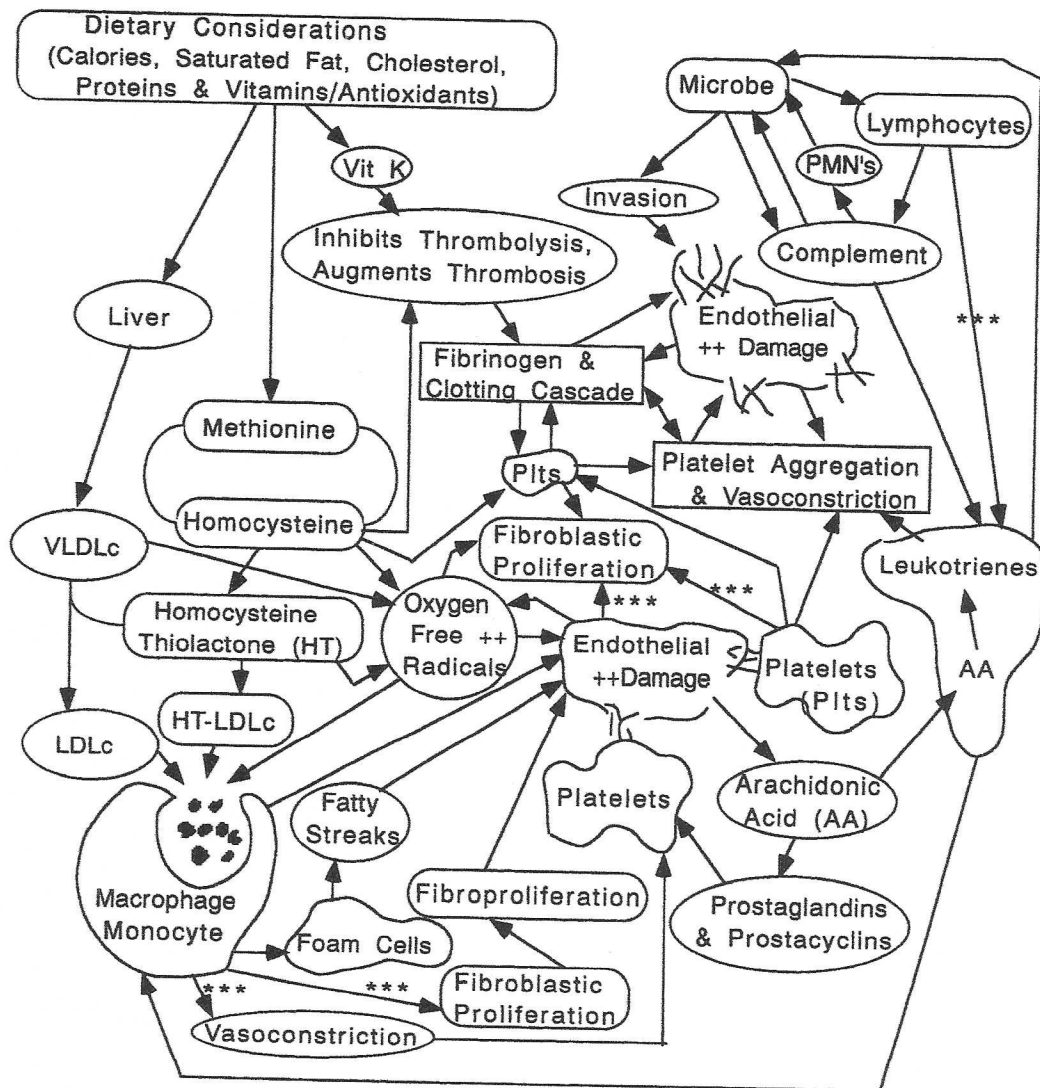 Dietary Considerations
(Calories, Saturated Fat, Cholesterol,
Proteins & Vitamins/Antioxidants)
Microbe
Lymphocytes
Vit K
PMN's
Invasion
Inhibits Thrombolysis,
Augments Thrombosis
Complement
Liver
***
Endothelial
++ Damage
Fibrinogen &
Clotting Cascade
Methionine
Platelet Aggregation
& Vasoconstriction
Plts
Homocysteine
VLDLc
Fibroblastic
Proliferation
Leukotrienes
***
***
Homocysteine
Thiolactone (HT)
Oxygen
Free ++
Radicals
Endothelial
++Damage
Platelets
(Plts)
AA
HT-LDLc
LDLc
Fatty
Streaks
Platelets
Arachidonic
Acid (AA)
Macrophage
Monocyte
Fibroproliferation
Prostaglandins
& Prostacyclins
Foam Cells
***
***
Fibroblastic
Proliferation
Vasoconstriction